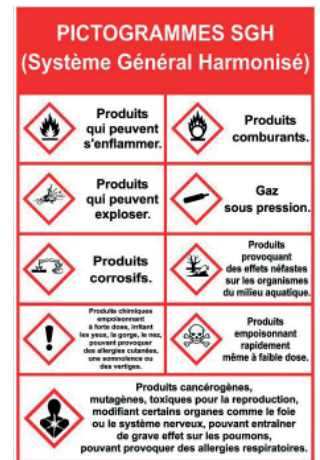 PICTOGRAMMES SGH
(Système Général Harmonisé)
Produits
qui peuvent
s'enflammer.
Produits
comburants.
Produits
qui peuvent
exploser.
Gaz
sous pression.
Produits
corrosifs.
Produits
provoquant
des effets néfastes
sur les organismes
du milieu aquatique.
Produits chimiques
empoisonnant
à forte dose, irritant
les yeux, la gorge, le nez,
pouvant provoquer
des allergies cutanées,
une somnolence ou
des vertiges.
Produits
empoisonnant
rapidement
même à faible dose.
Produits cancérogènes,
mutagènes, toxiques pour la reproduction,
modifiant certains organes comme le foie
ou le système nerveux, pouvant entraîner
de grave effet sur les poumons,
pouvant provoquer des allergies respiratoires.